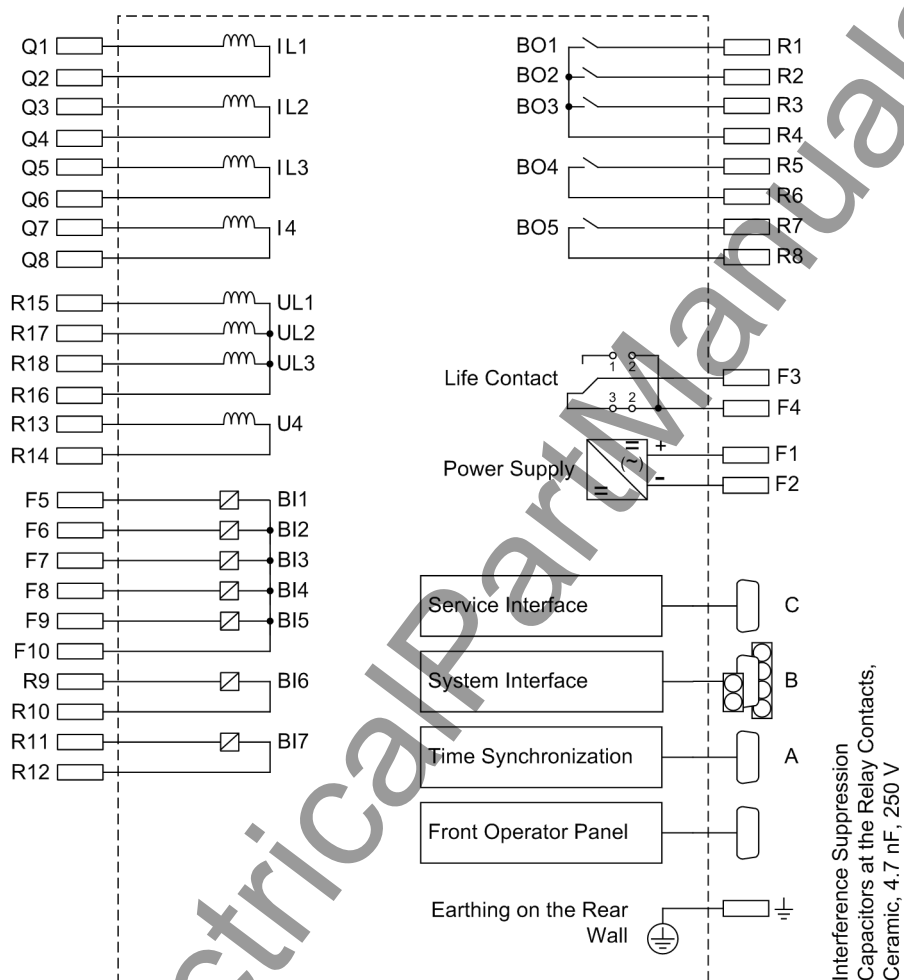 Q1
IL1
Q2
Q3
IL2
Q4
Q5
IL3
Q6
Q7
I4
Q8
R15
UL1
R17
UL2
R18
UL3
R16
R13
U4
R14
F5
BI1
F6
BI2
F7
BI3
F8
BI4
F9
BI5
F10
R9
BI6
R10
R11
BI7
R12
BO1
R1
BO2
R2
BO3
R3
R4
BO4
R5
R6
BO5
R7
R8
Life Contact
1 2
3 2
F3
F4
Power Supply
=
(~)
=
+
-
F1
F2
Service Interface
C
System Interface
B
Time Synchronization
A
Front Operator Panel
Earthing on the Rear
Wall
Interference Suppression
Capacitors at the Relay Contacts,
Ceramic, 4.7 nF, 250 V
ctricalPartManuals